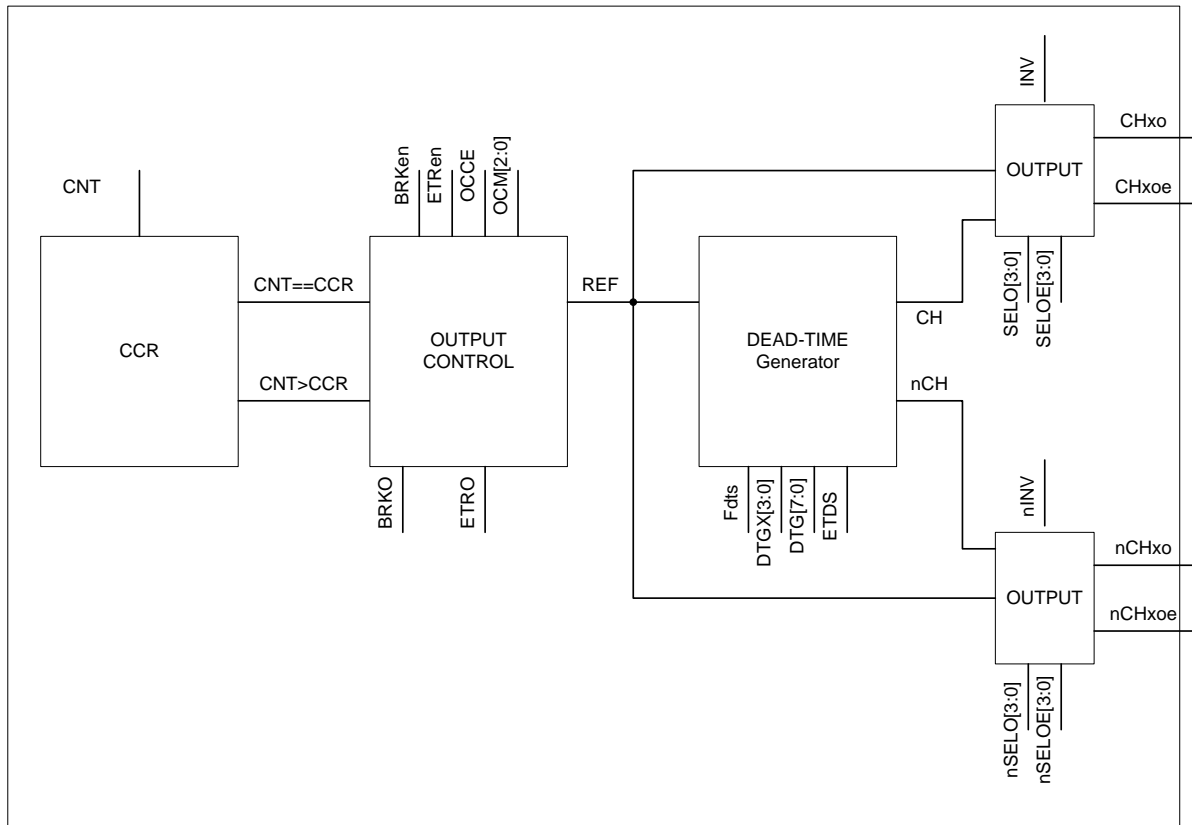 CNT
CCR
CNT==CCR
CNT>CCR
BRKen
ETRen
OCCE
OCM[2:0]
OUTPUT
CONTROL
BRKO
ETRO
REF
DEAD-TIME
Generator
Fdts
DTGX[3:0]
DTG[7:0]
ETDS
CH
nCH
INV
OUTPUT
CHxo
CHxoe
SELO[3:0]
SELOE[3:0]
nINV
OUTPUT
nCHxo
nCHxoe
nSELO[3:0]
nSELOE[3:0]